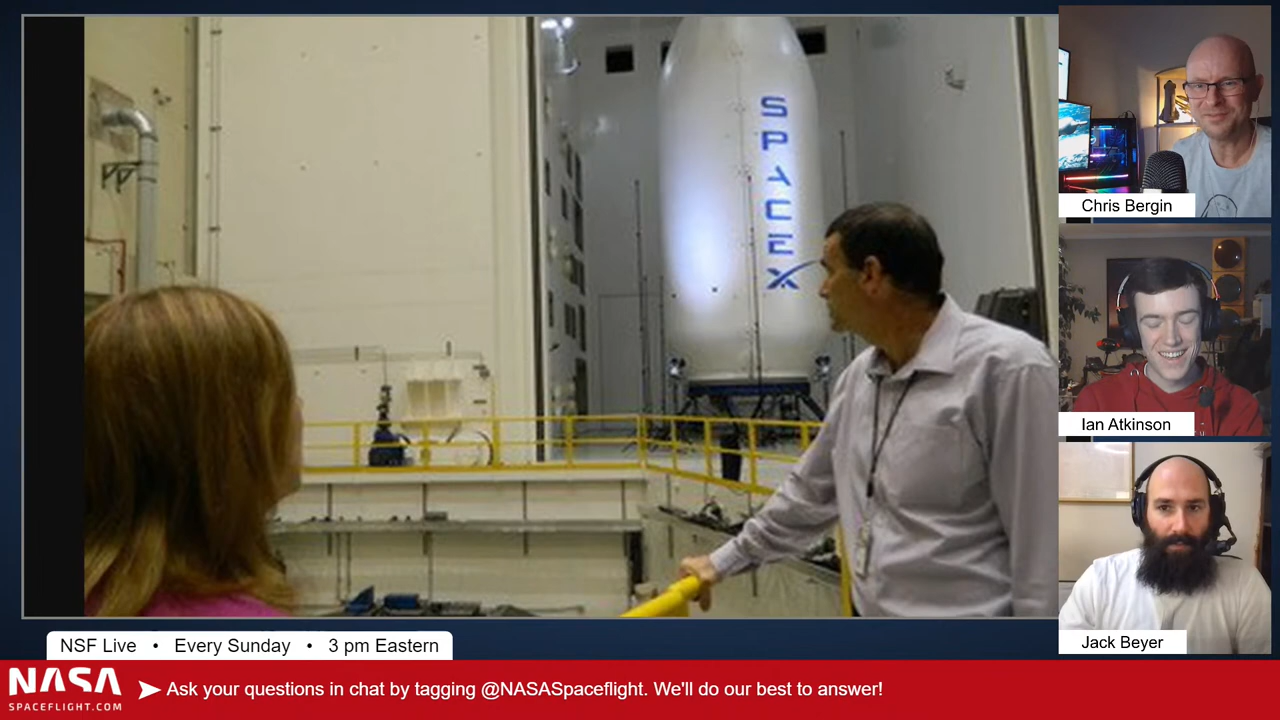 SPACEX
Chris Bergin
Ian Atkinson
Jack Beyer
NSF Live • Every Sunday • 3 pm Eastern
NASA
SPACEFLIGHT.COM
Ask your questions in chat by tagging @NASASpaceflight. We'll do our best to answer!